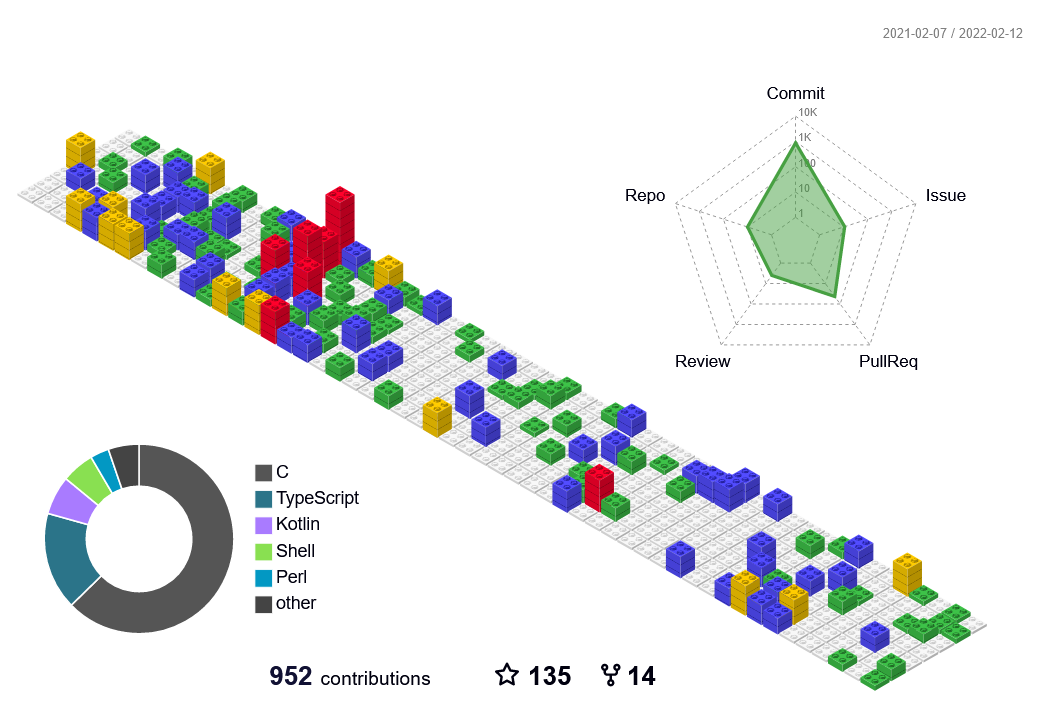 2021-02-07 / 2022-02-12
Commit
10K
1K
100
10
1
Repo
Issue
Review
PullReq
C
TypeScript
Kotlin
Shell
Perl
other
952 contributions
135
14